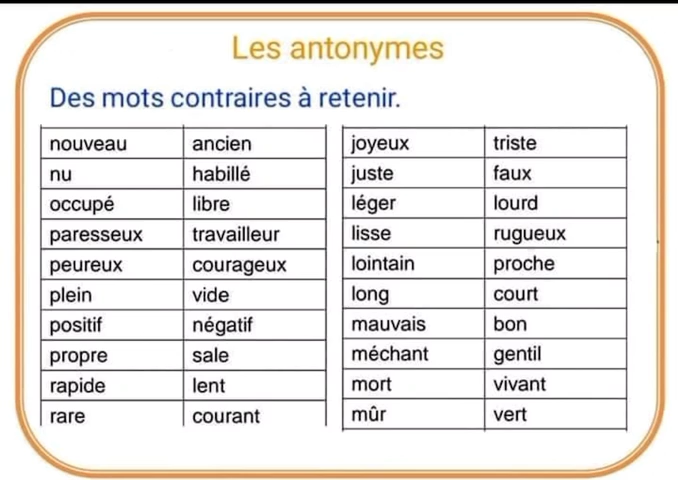 Les antonymes
Des mots contraires à retenir.
nouveau ancien
nu habillé
occupé libre
paresseux travailleur
peureux courageux
plein vide
positif négatif
propre sale
rapide lent
rare courant
joyeux triste
juste faux
léger lourd
lisse rugueux
lointain proche
long court
mauvais bon
méchant gentil
mort vivant
mûr vert